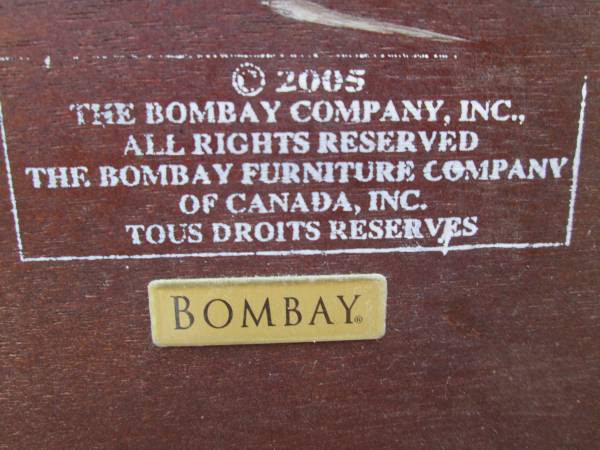 © 2005
THE BOMBAY COMPANY, INC.,
ALL RIGHTS RESERVED
THE BOMBAY FURNITURE COMPANY
OF CANADA, INC.
TOUS DROITS RESERVES
BOMBAY®